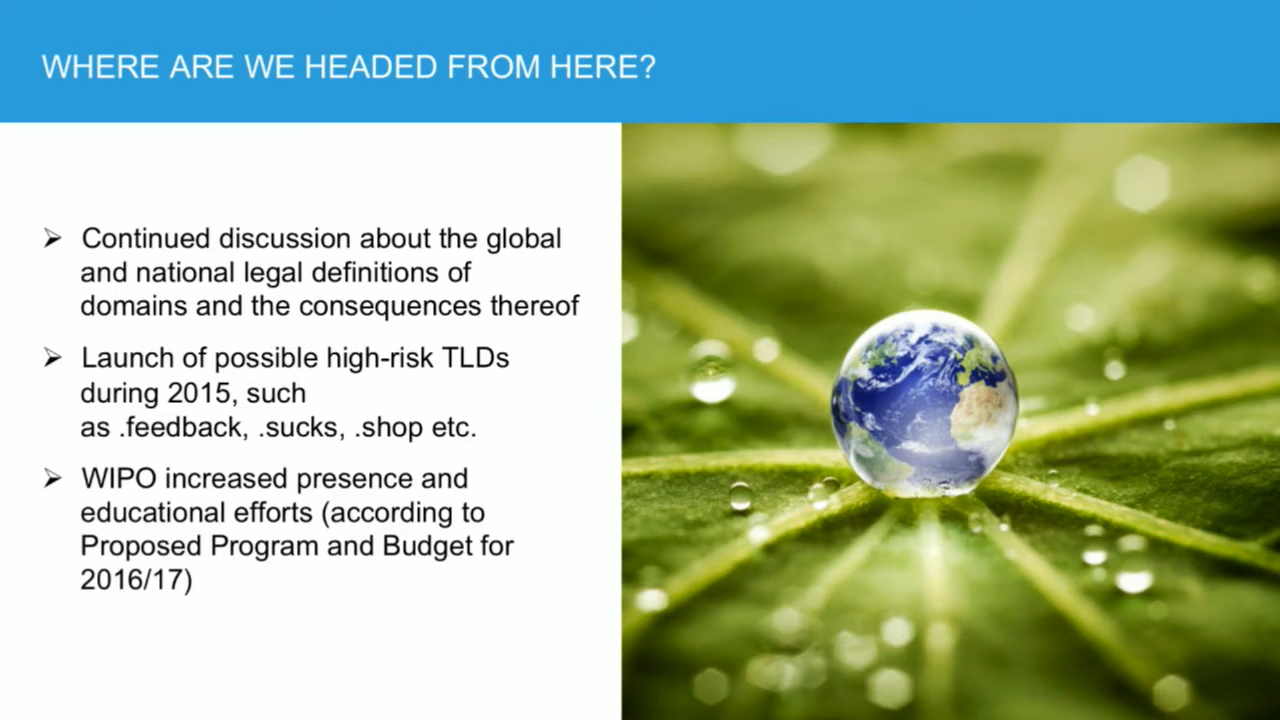 WHERE ARE WE HEADED FROM HERE?
➢ Continued discussion about the global
and national legal definitions of
domains and the consequences thereof
➢ Launch of possible high-risk TLDs
during 2015, such
as .feedback, .sucks, .shop etc.
➢ WIPO increased presence and
educational efforts (according to
Proposed Program and Budget for
2016/17)